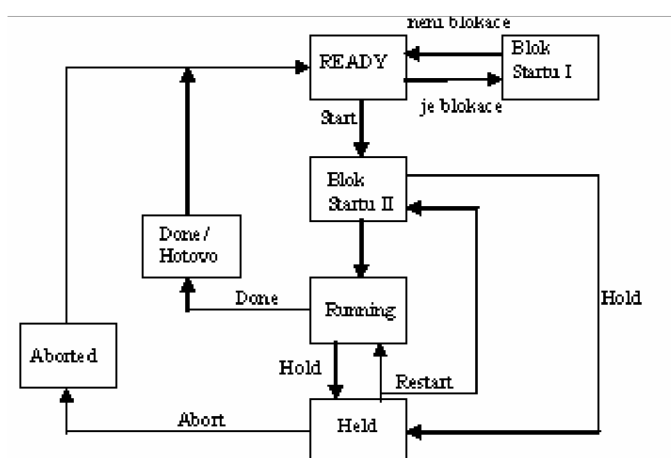 není blokace
READY
Blok
Startu I
je blokace
Start
Blok
Startu II
Done /
Hotovo
Done
Running
Hold
Hold
Aborted
Restart
Abort
Held